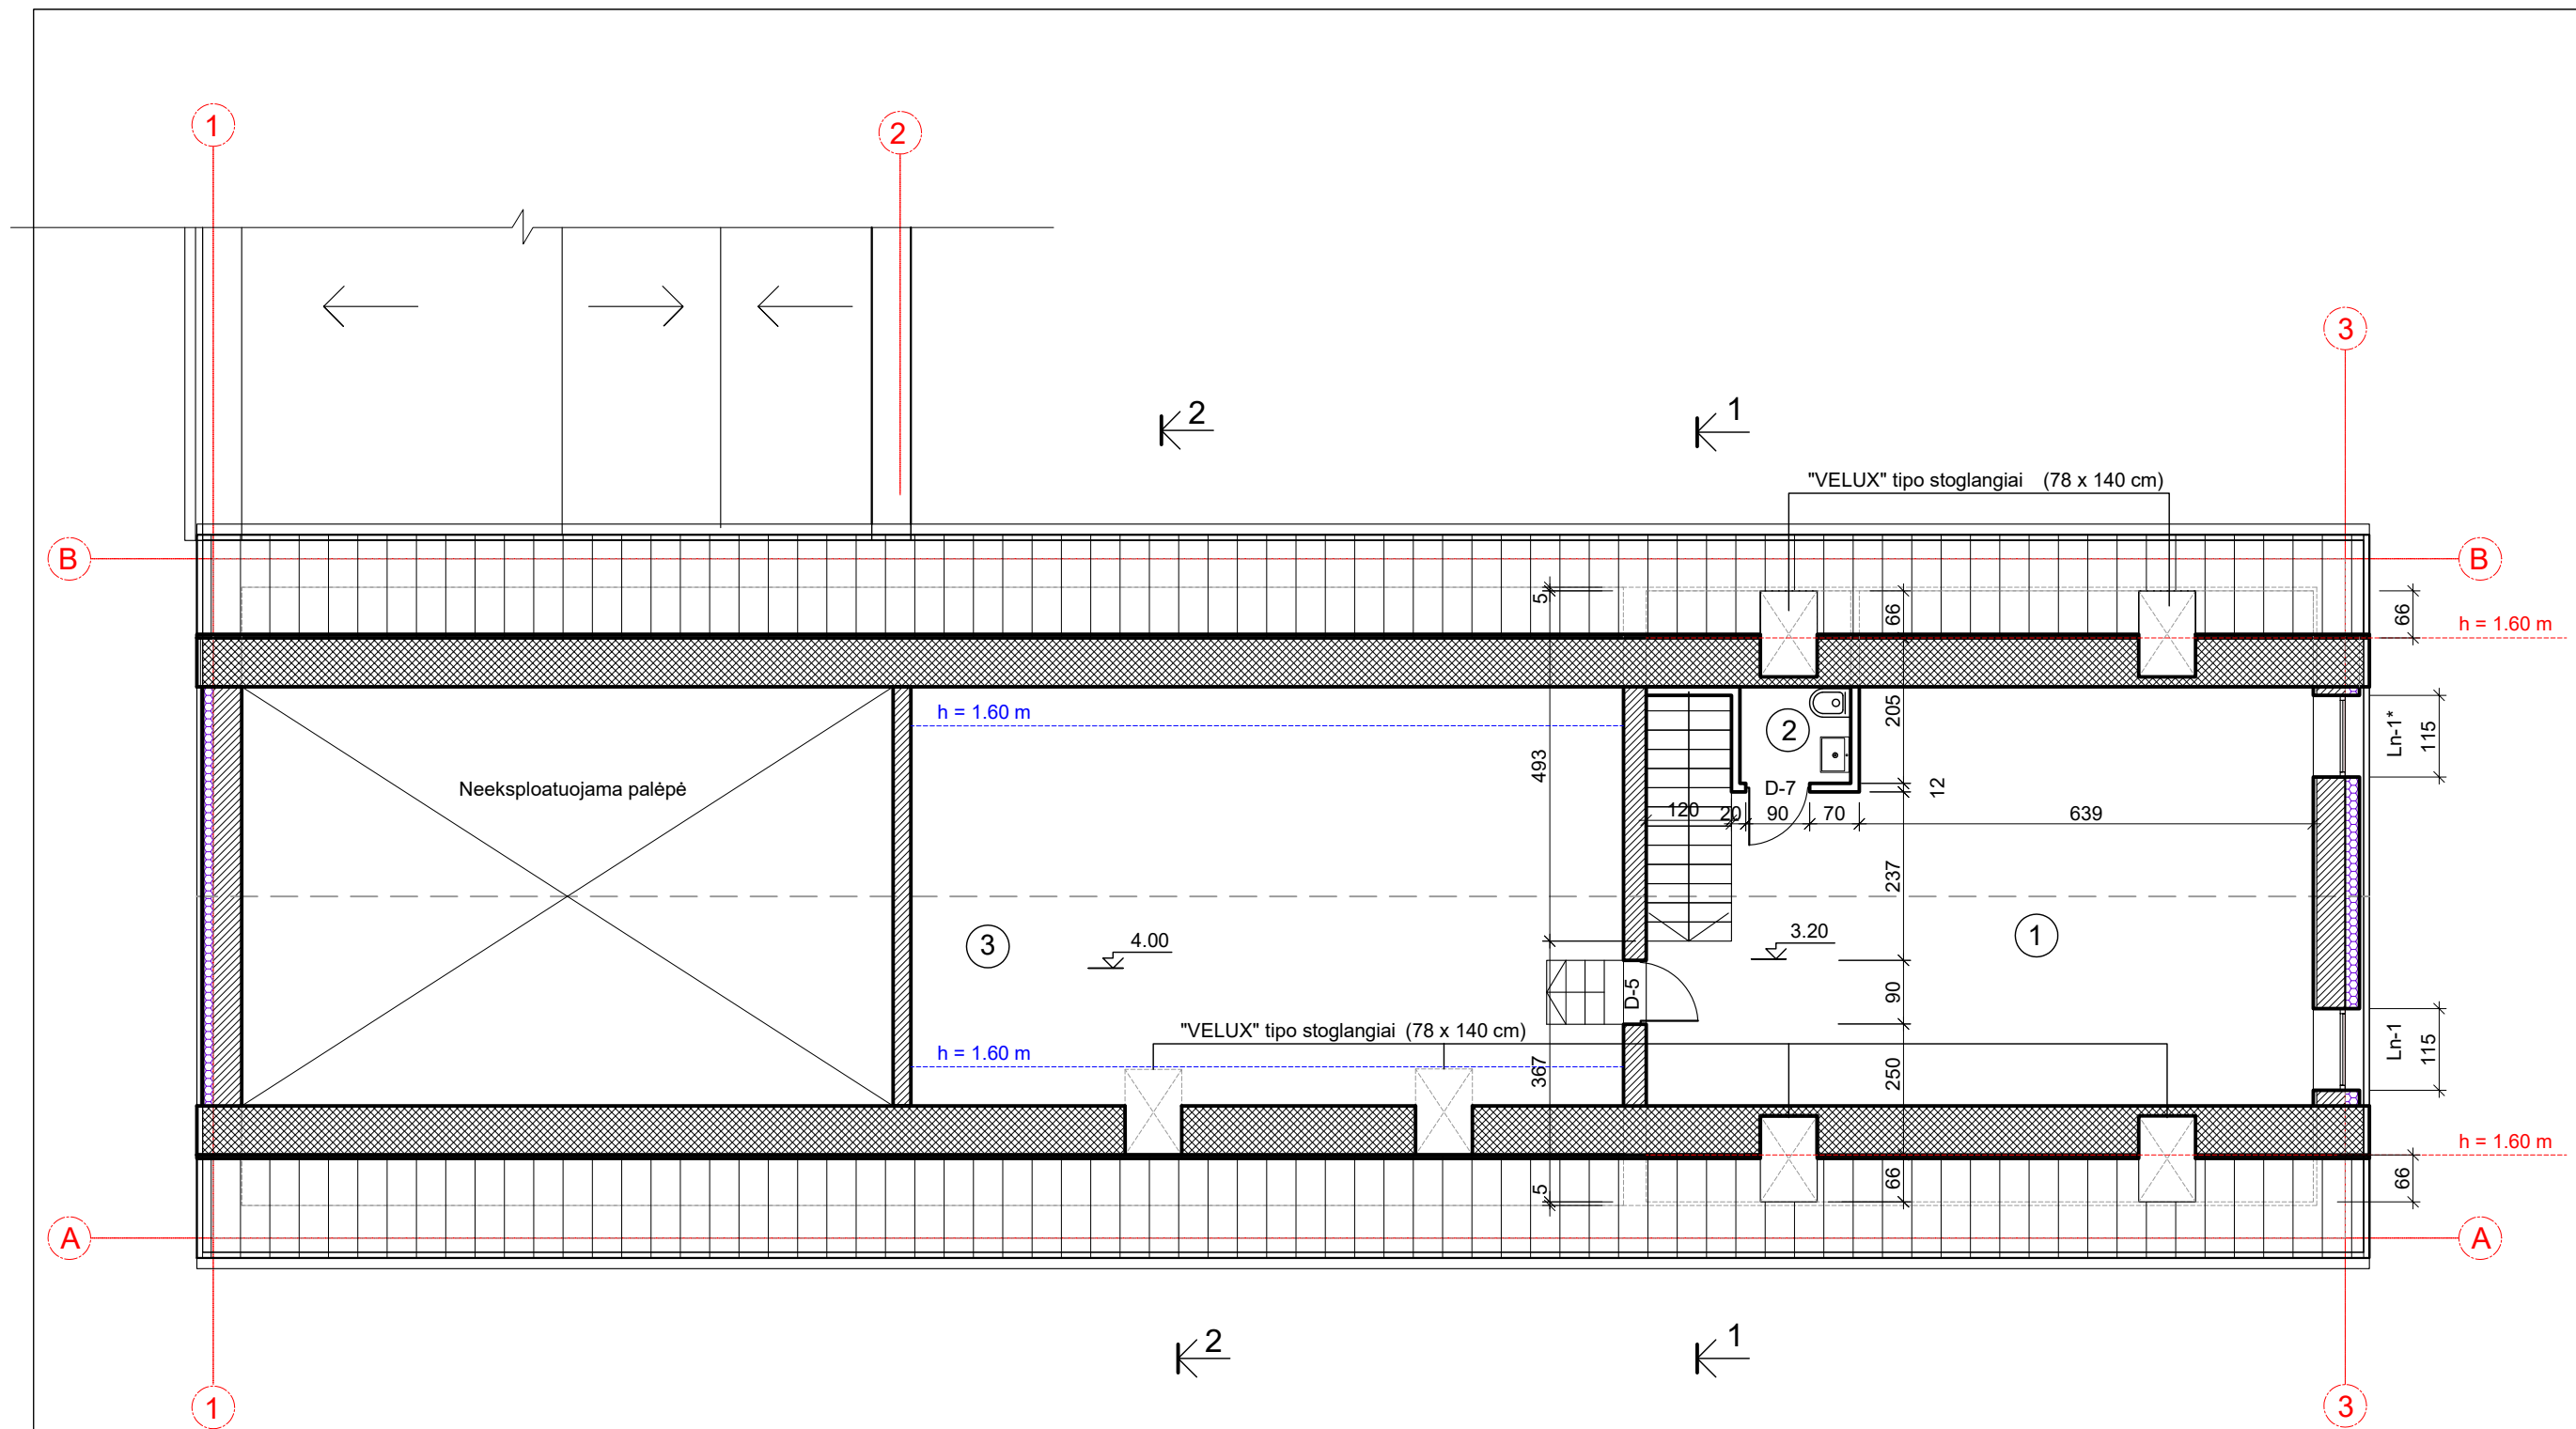 1
2
3
2
1
"VELUX" tipo stoglangiai (78 x 140 cm)
B
B
5
66
66
h = 1.60 m
h = 1.60 m
2
205
Ln-1*
115
493
Neeksploatuojama palėpė
D-7
12
120
20
90
70
639
237
3
4.00
3.20
1
D-5
90
"VELUX" tipo stoglangiai (78 x 140 cm)
h = 1.60 m
367
250
Ln-1
115
h = 1.60 m
5
66
66
A
A
2
1
1
3